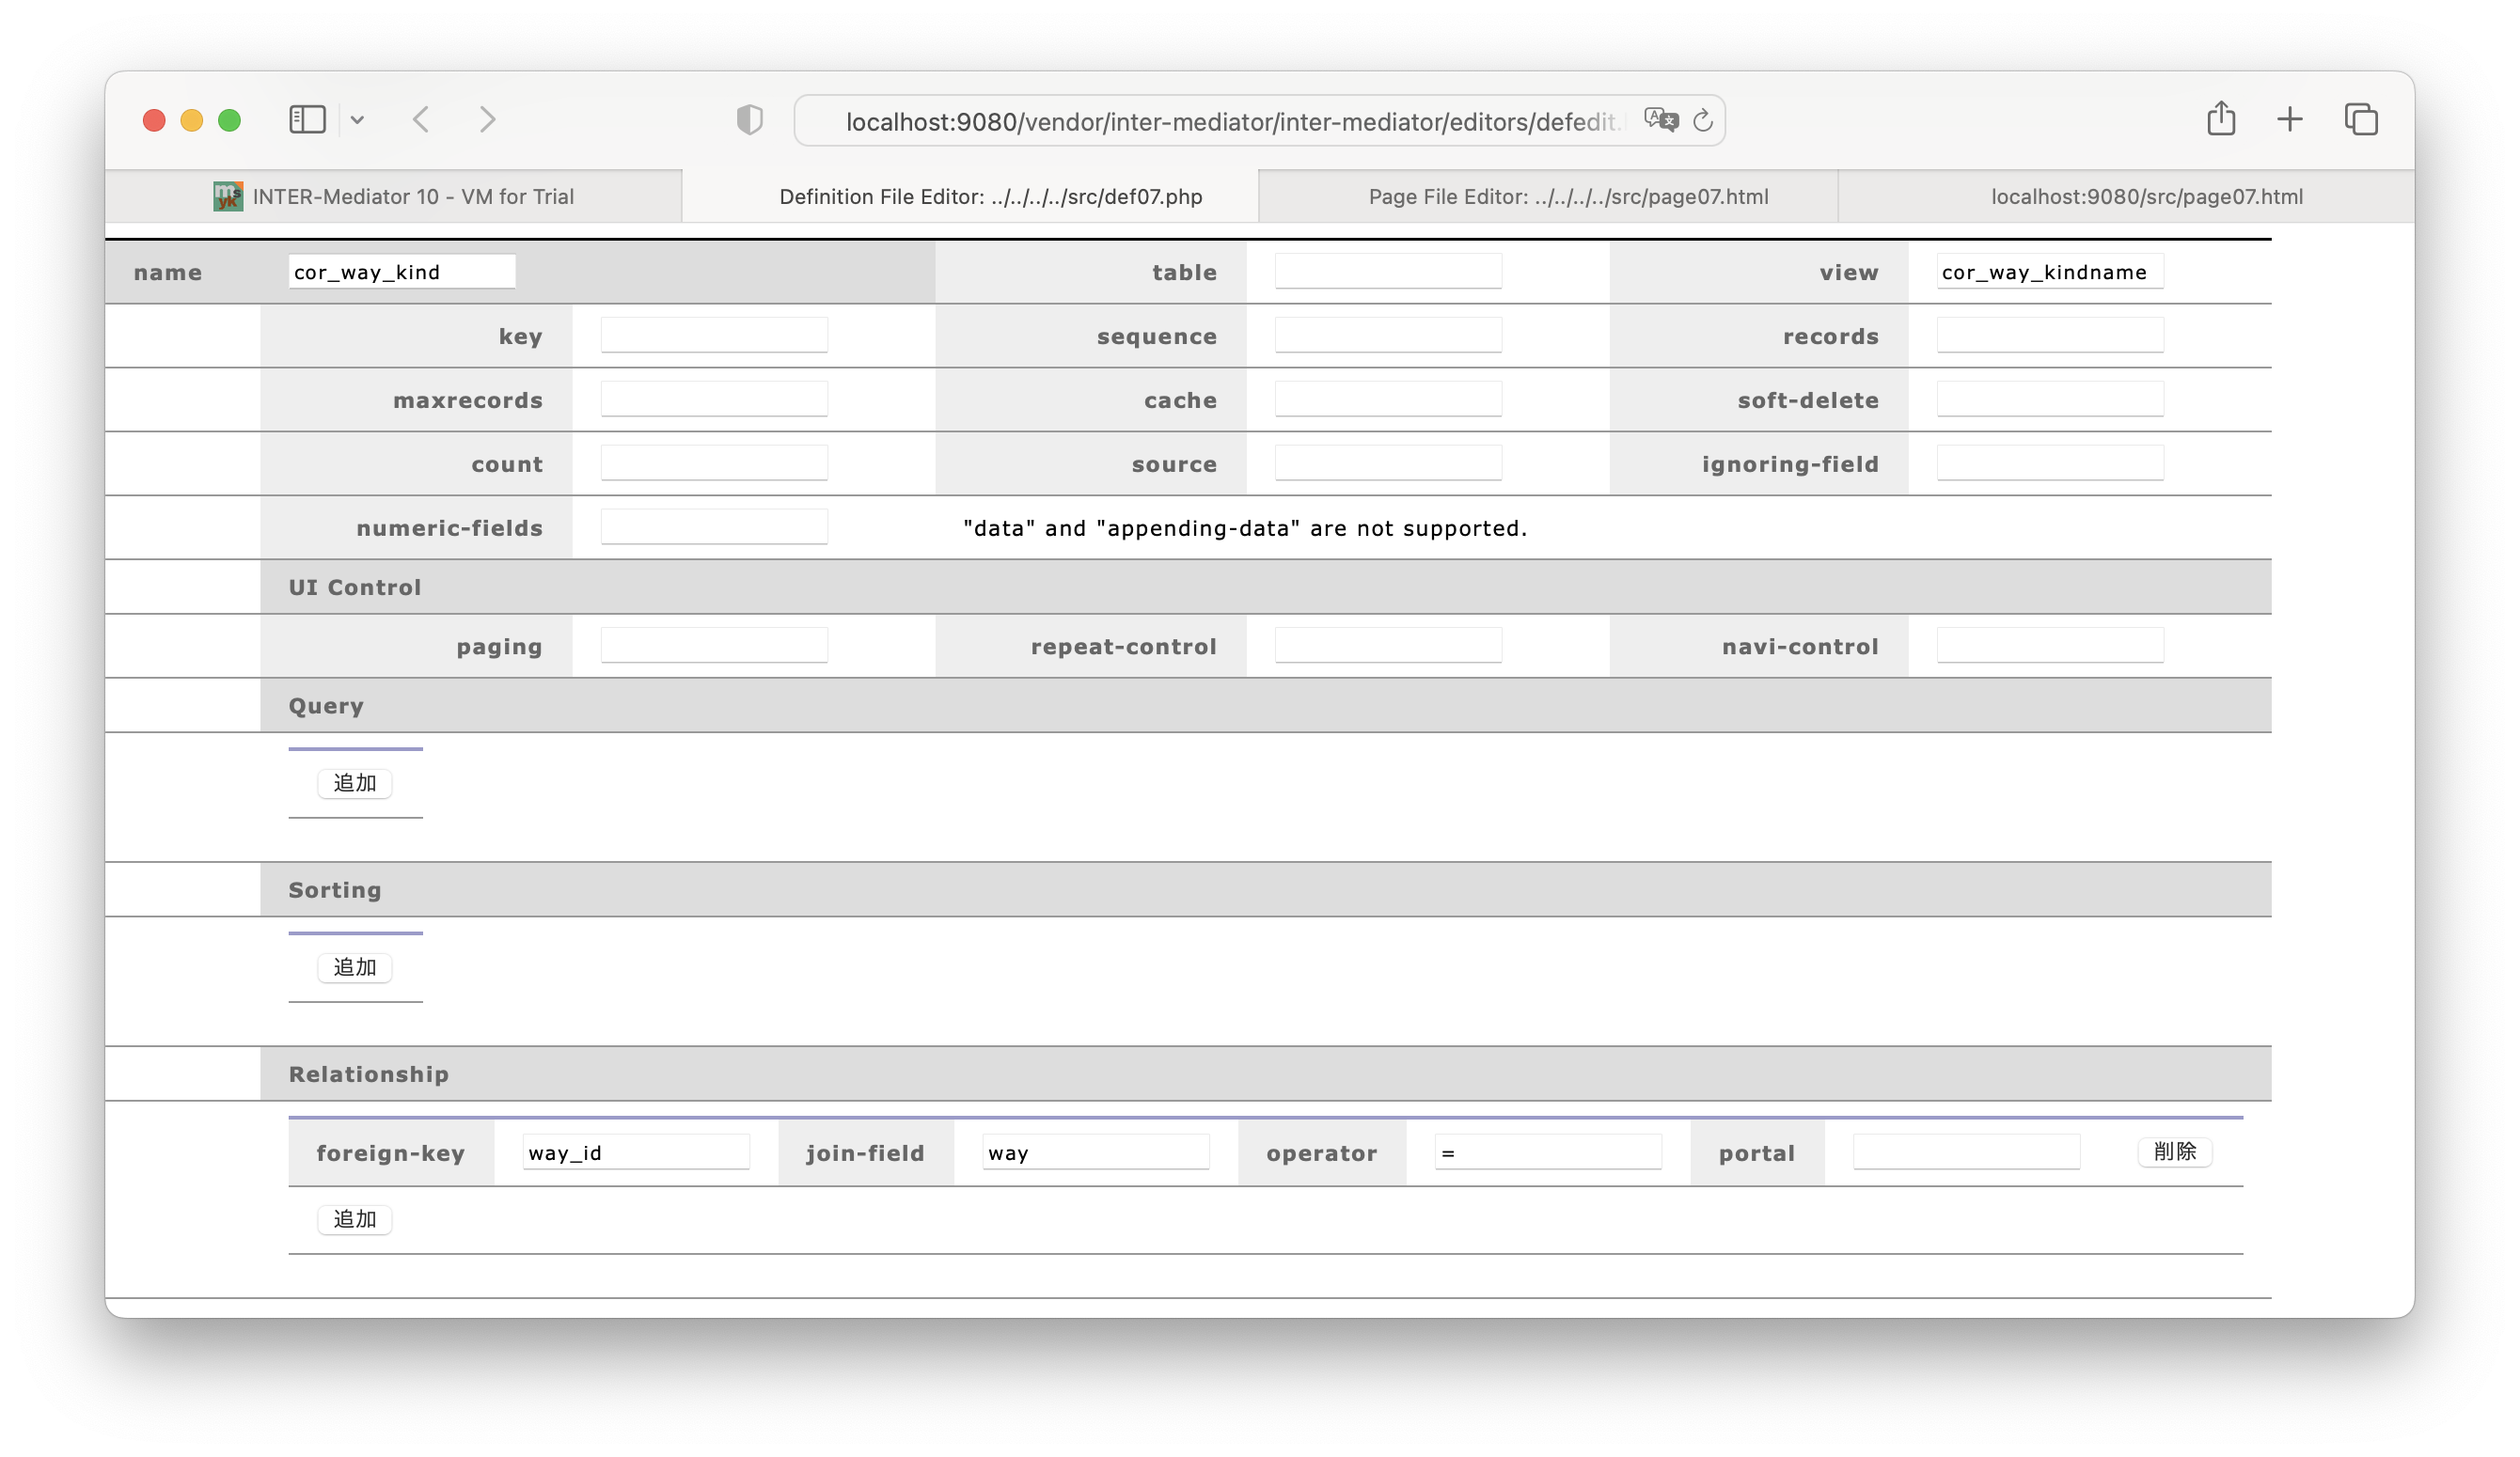 localhost:9080/vendor/inter-mediator/inter-mediator/editors/defedit.
INTER-Mediator 10 - VM for Trial
Definition File Editor: ../../../../src/def07.php
Page File Editor: ../../../../src/page07.html
localhost:9080/src/page07.html
name cor_way_kind table view cor_way_kindname
key sequence records
maxrecords cache soft-delete
count source ignoring-field
numeric-fields "data" and "appending-data" are not supported.
UI Control
paging repeat-control navi-control
Query
追加
Sorting
追加
Relationship
foreign-key way_id join-field way operator = portal 削除
追加